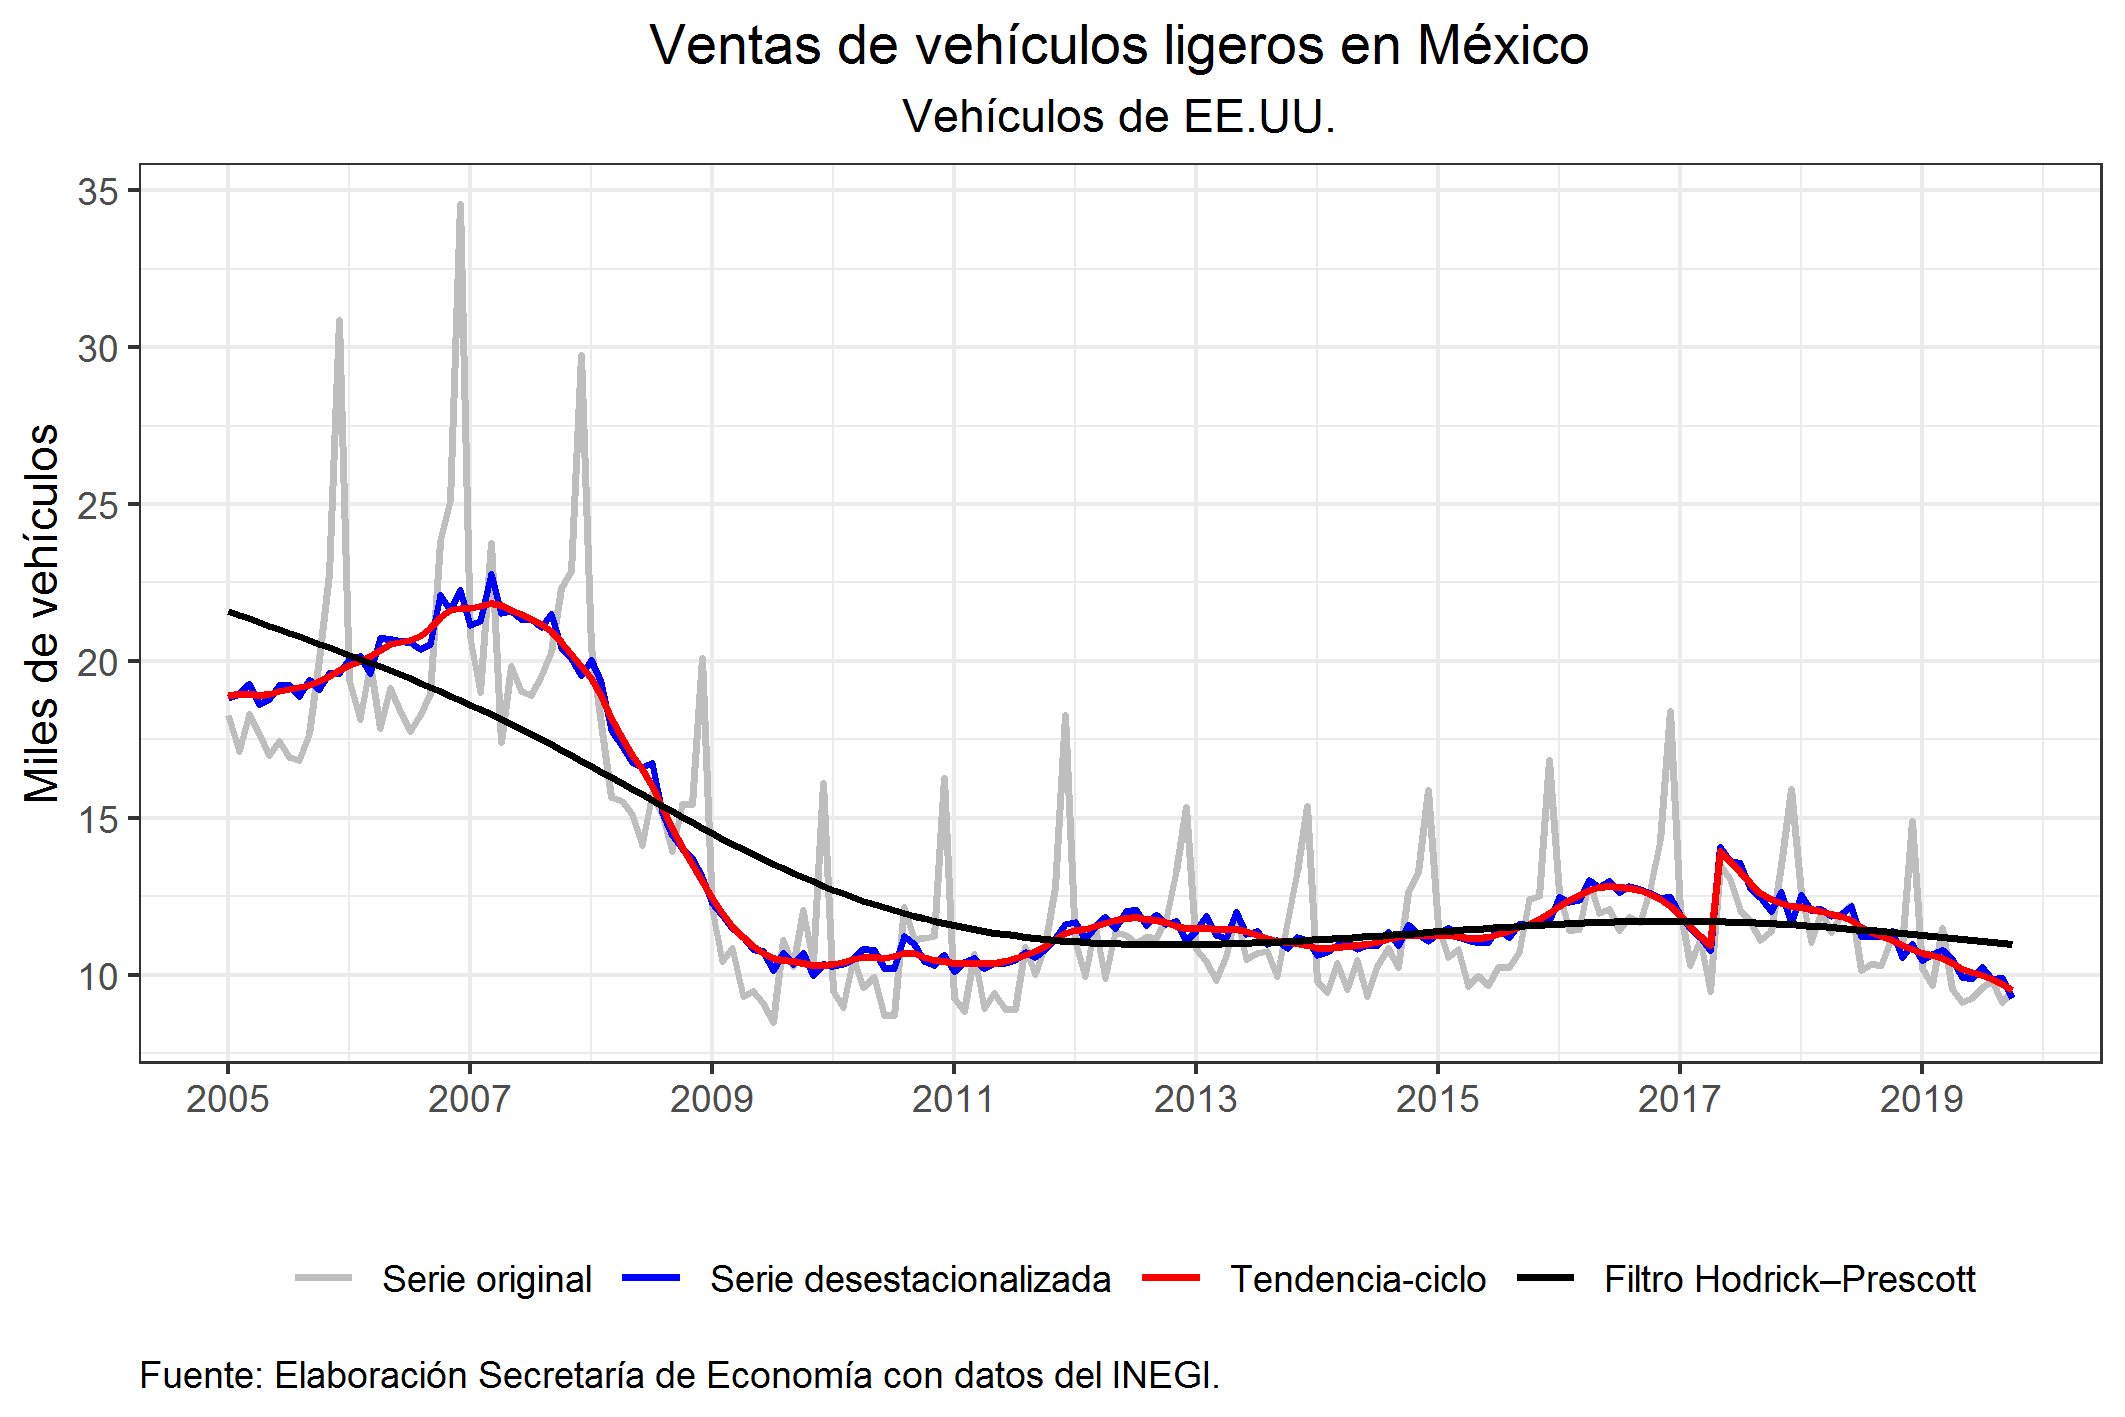 Ventas de vehículos ligeros en México
Vehículos de EE.UU.
Miles de vehículos
35
30
25
20
15
10
2005 2007 2009 2011 2013 2015 2017 2019
Serie original Serie desestacionalizada Tendencia-ciclo Filtro Hodrick–Prescott
Fuente: Elaboración Secretaría de Economía con datos del INEGI.